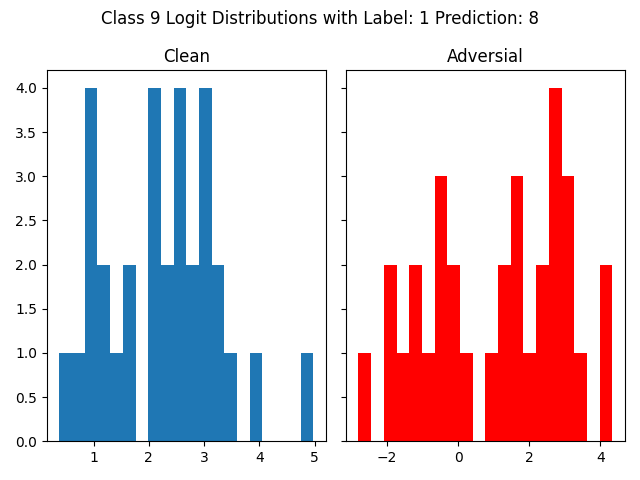 Class 9 Logit Distributions with Label: 1 Prediction: 8
Clean
Adversial
4.0
3.5
3.0
2.5
2.0
1.5
1.0
0.5
0.0
1 2 3 4 5
−2 0 2 4